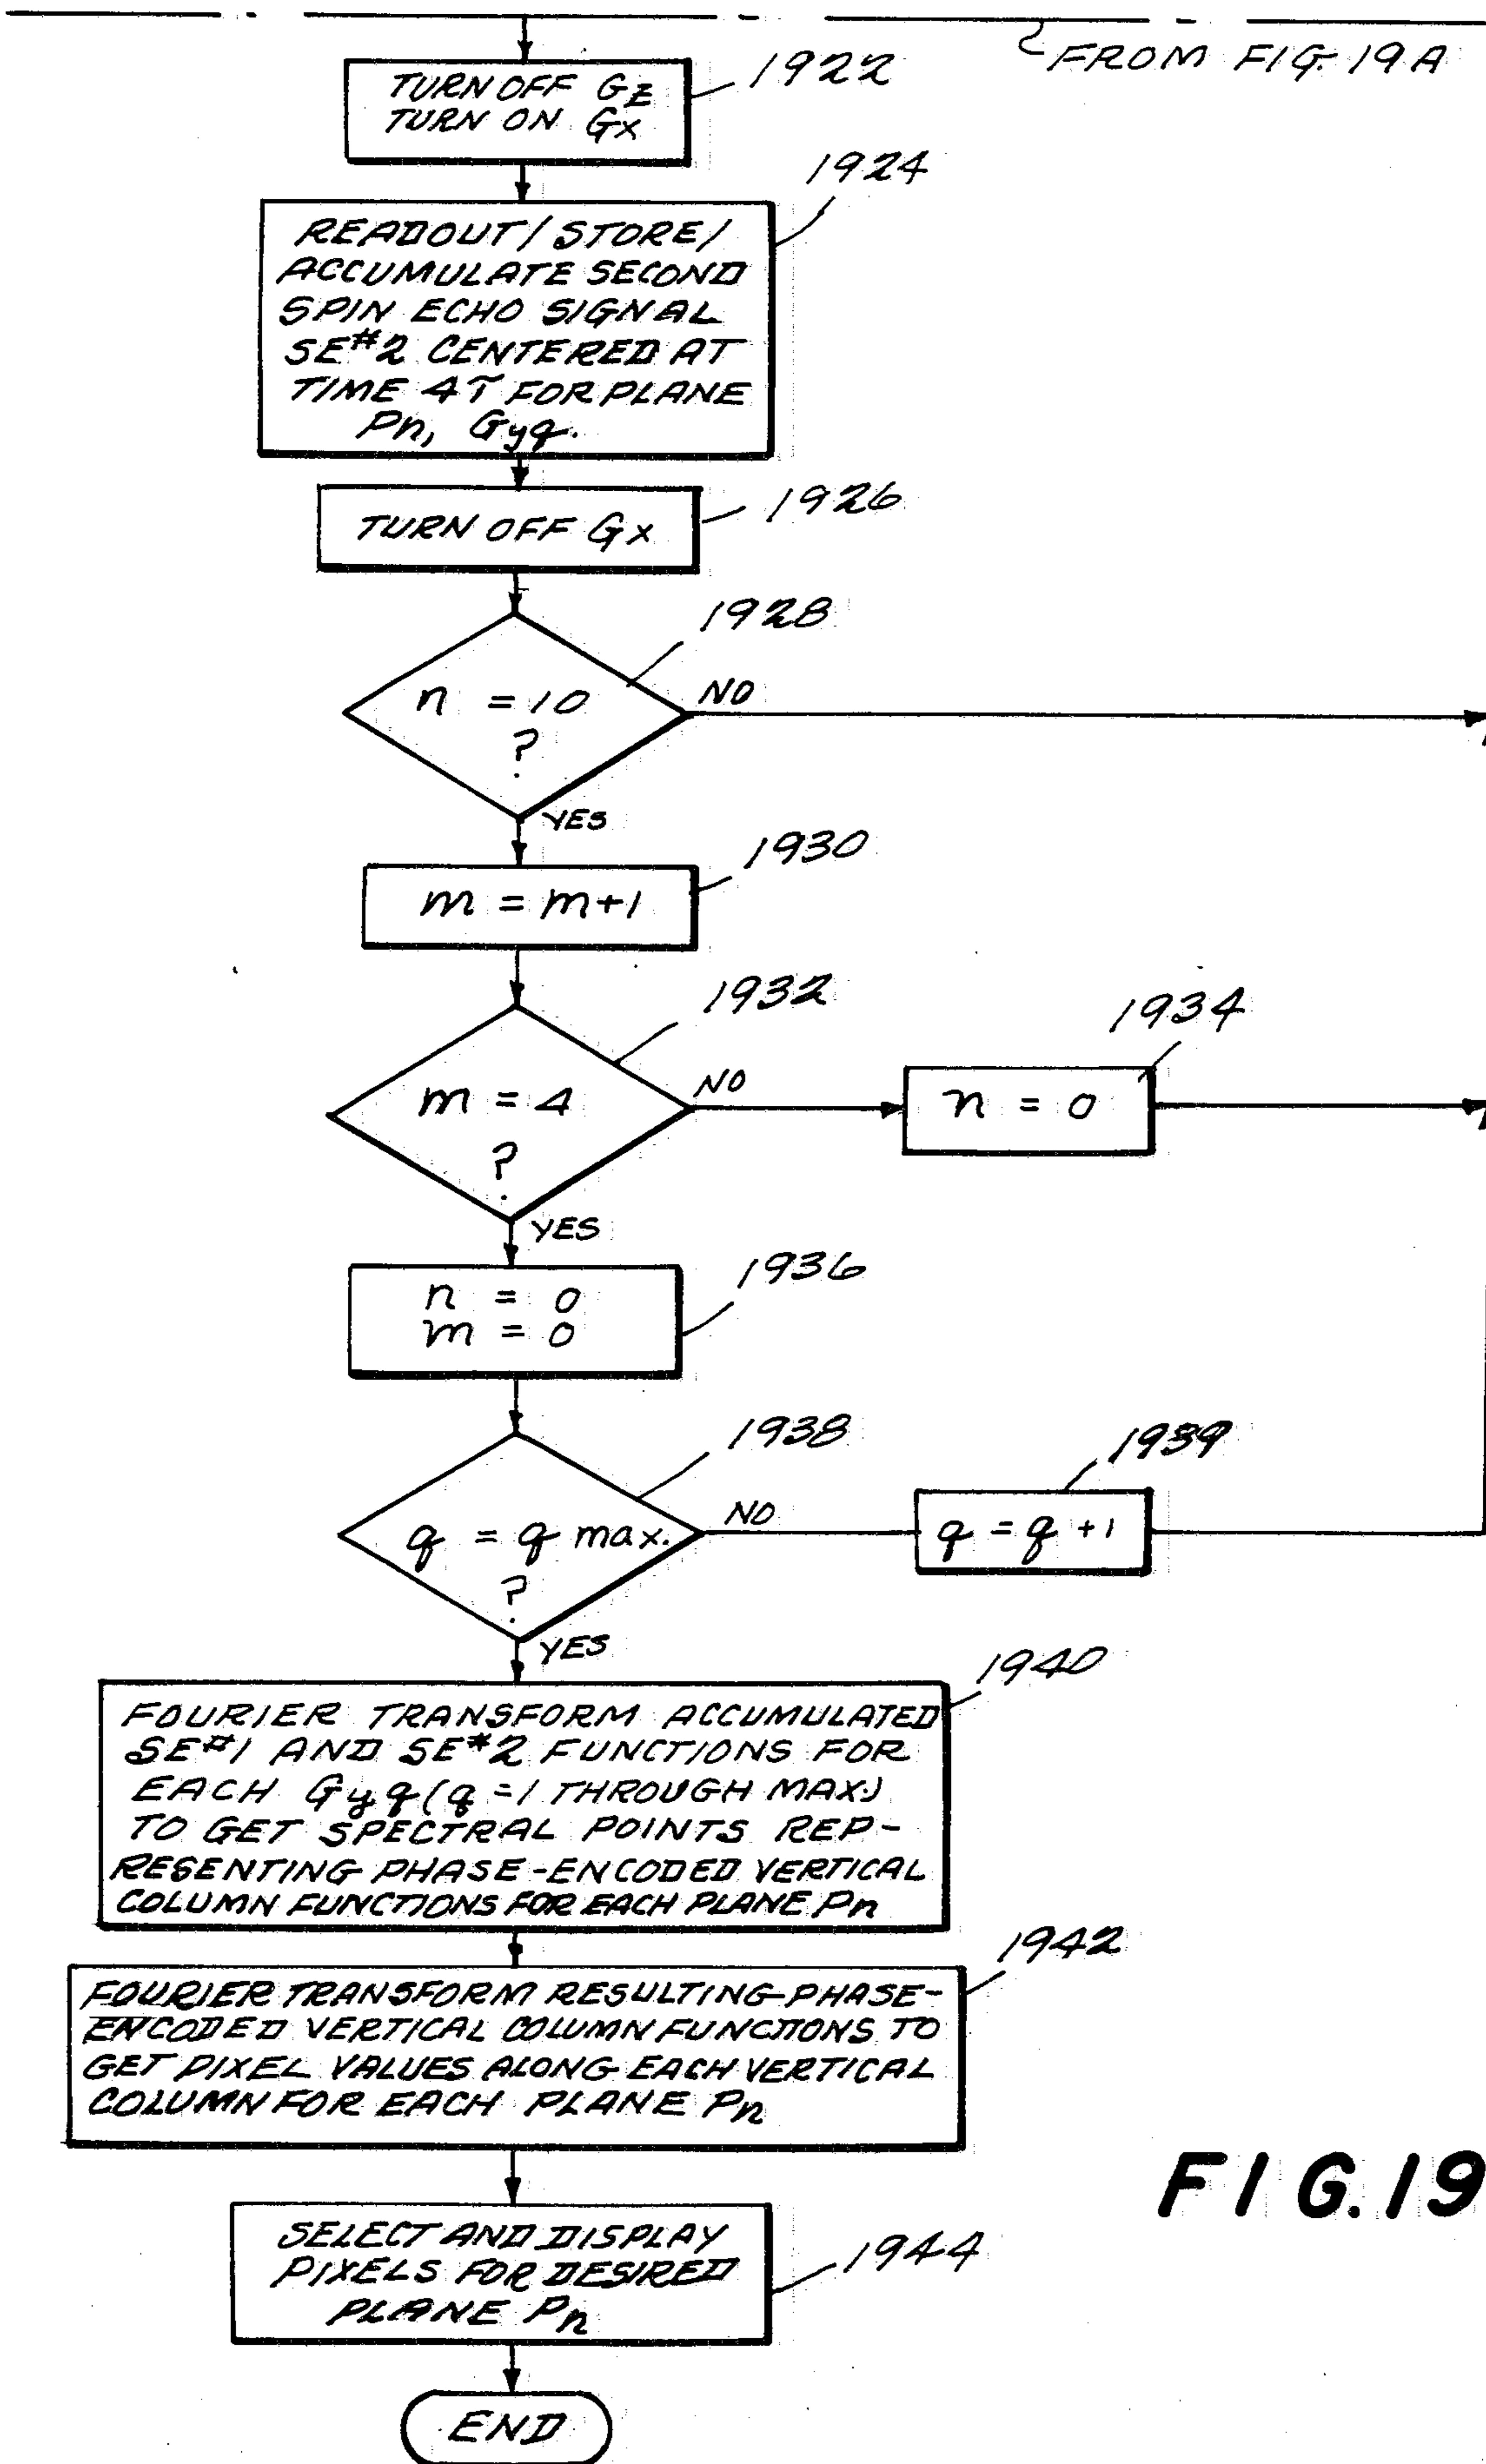 FROM FIG. 19A
TURN OFF Gz
TURN ON Gx
1922
1924
READOUT/STORE/
ACCUMULATE SECOND
SPIN ECHO SIGNAL
SE#2 CENTERED AT
TIME 4τ FOR PLANE
Pn, Gyq.
TURN OFF Gx
1926
1928
n = 10
?
NO
YES
1930
m = m+1
1932
m = 4
?
NO
1934
n = 0
YES
1936
n = 0
m = 0
1938
q = q max.
?
NO
1939
q = q +1
YES
1940
FOURIER TRANSFORM ACCUMULATED
SE#1 AND SE#2 FUNCTIONS FOR
EACH Gyq (q = 1 THROUGH MAX.)
TO GET SPECTRAL POINTS REP-
RESENTING PHASE-ENCODED VERTICAL
COLUMN FUNCTIONS FOR EACH PLANE Pn
1942
FOURIER TRANSFORM RESULTING-PHASE-
ENCODED VERTICAL COLUMN FUNCTIONS TO
GET PIXEL VALUES ALONG EACH VERTICAL
COLUMN FOR EACH PLANE Pn
FIG.19
SELECT AND DISPLAY
PIXELS FOR DESIRED
PLANE Pn
1944
END